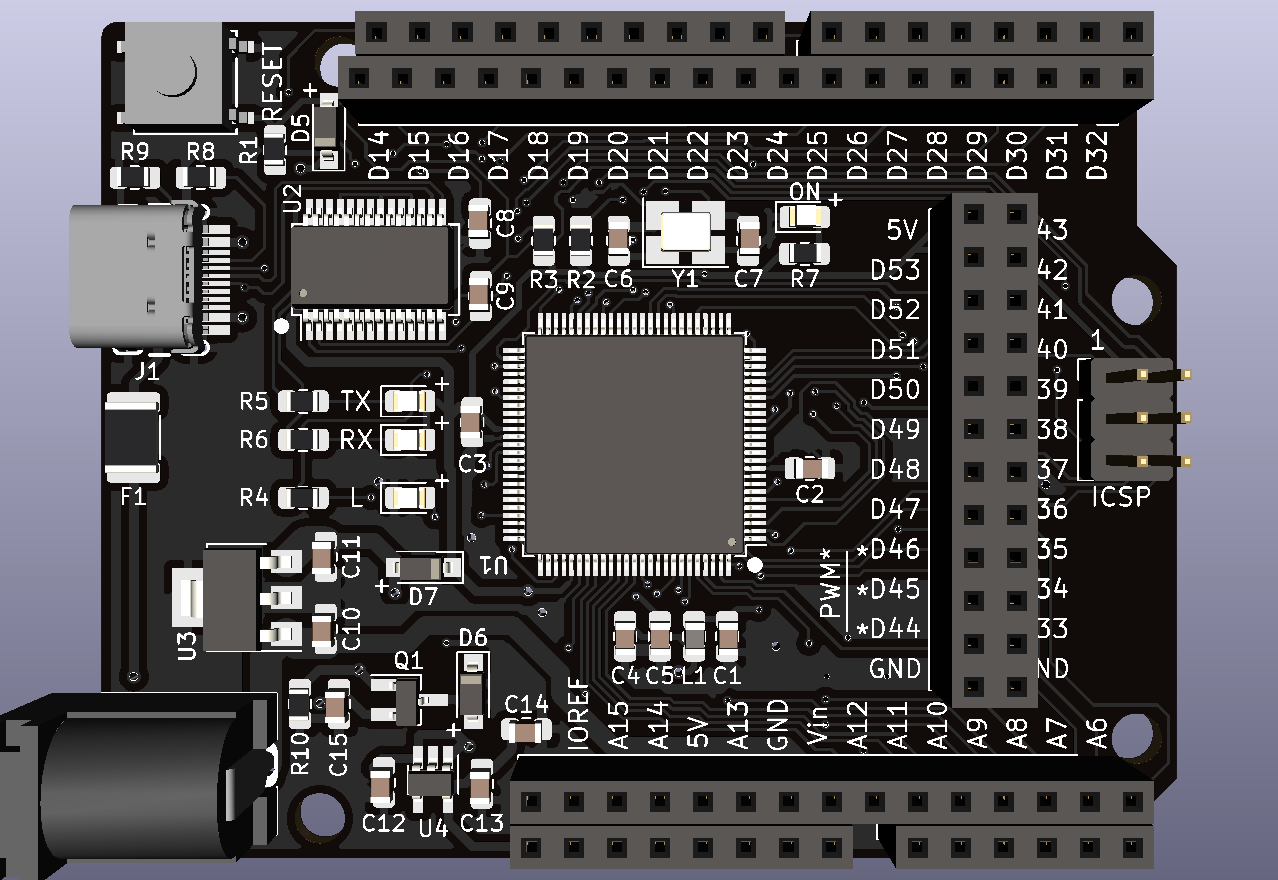 RESET
D5
+
R9
R8
R1
D14
D15
D16
D17
D18
D19
D20
D21
D22
D23
D24
D25
D26
D27
D28
D29
D30
D31
D32
U2
C8
ON
+
R3
R2
C6
Y1
C7
R7
C9
J1
5V
D53
D52
D51
D50
D49
D48
D47
*D46
*D45
*D44
GND
PWM*
43
42
41
40
39
38
37
36
35
34
33
ND
1
ICSP
R5
TX
+
R6
RX
+
R4
L
+
F1
C3
C2
C11
U3
C10
D7
+
U1
D6
+
Q1
C4
C5
L1
C1
R10
C15
C14
C12
U4
C13
IOREF
A15
A14
5V
A13
GND
Vin
A12
A11
A10
A9
A8
A7
A6